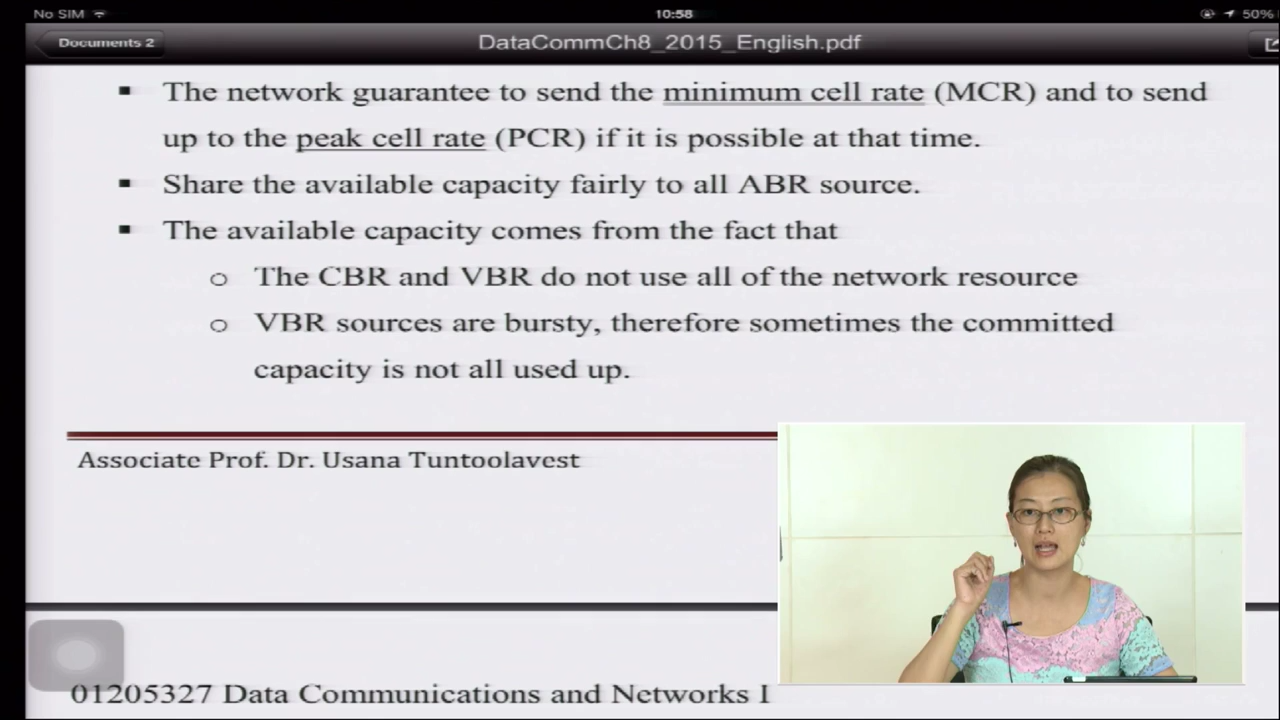 No SIM 10:58 50%
Documents 2 DataCommCh8_2015_English.pdf
▪ The network guarantee to send the minimum cell rate (MCR) and to send
up to the peak cell rate (PCR) if it is possible at that time.
▪ Share the available capacity fairly to all ABR source.
▪ The available capacity comes from the fact that
o The CBR and VBR do not use all of the network resource
o VBR sources are bursty, therefore sometimes the committed
capacity is not all used up.
Associate Prof. Dr. Usana Tuntoolavest
01205327 Data Communications and Networks I